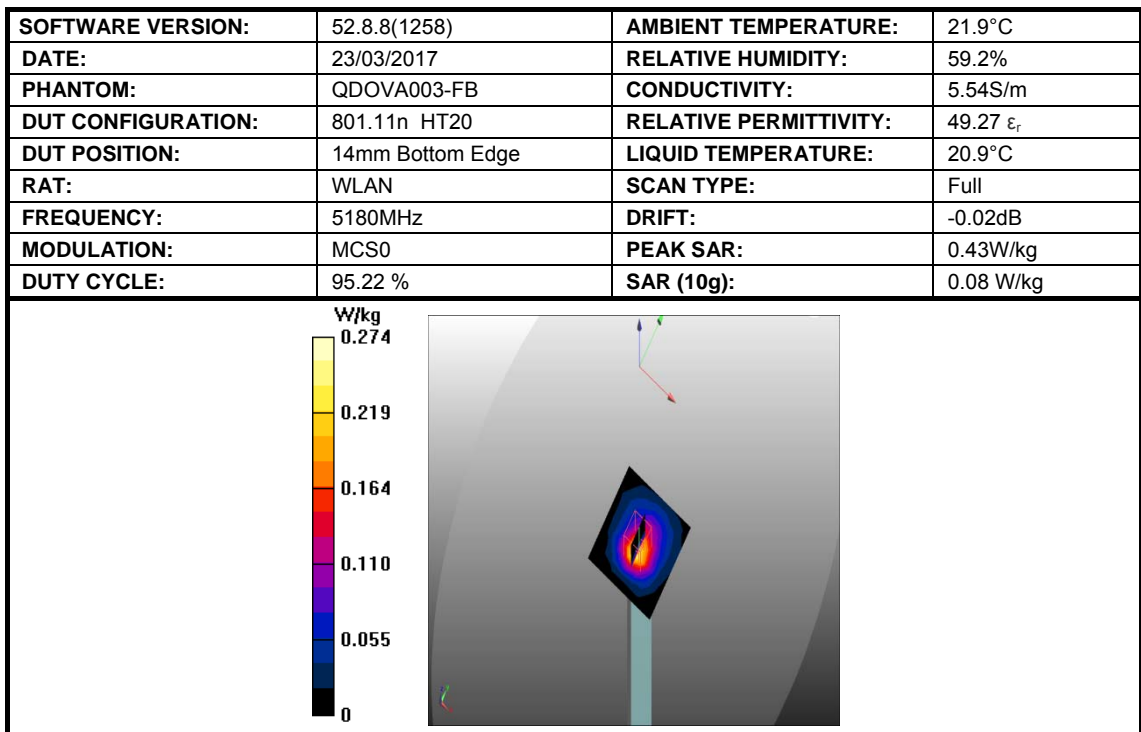 SOFTWARE VERSION: 52.8.8(1258) AMBIENT TEMPERATURE: 21.9°C
DATE: 23/03/2017 RELATIVE HUMIDITY: 59.2%
PHANTOM: QDOVA003-FB CONDUCTIVITY: 5.54S/m
DUT CONFIGURATION: 801.11n HT20 RELATIVE PERMITTIVITY: 49.27 εr
DUT POSITION: 14mm Bottom Edge LIQUID TEMPERATURE: 20.9°C
RAT: WLAN SCAN TYPE: Full
FREQUENCY: 5180MHz DRIFT: -0.02dB
MODULATION: MCS0 PEAK SAR: 0.43W/kg
DUTY CYCLE: 95.22 % SAR (10g): 0.08 W/kg
W/kg
0.274
0.219
0.164
0.110
0.055
0